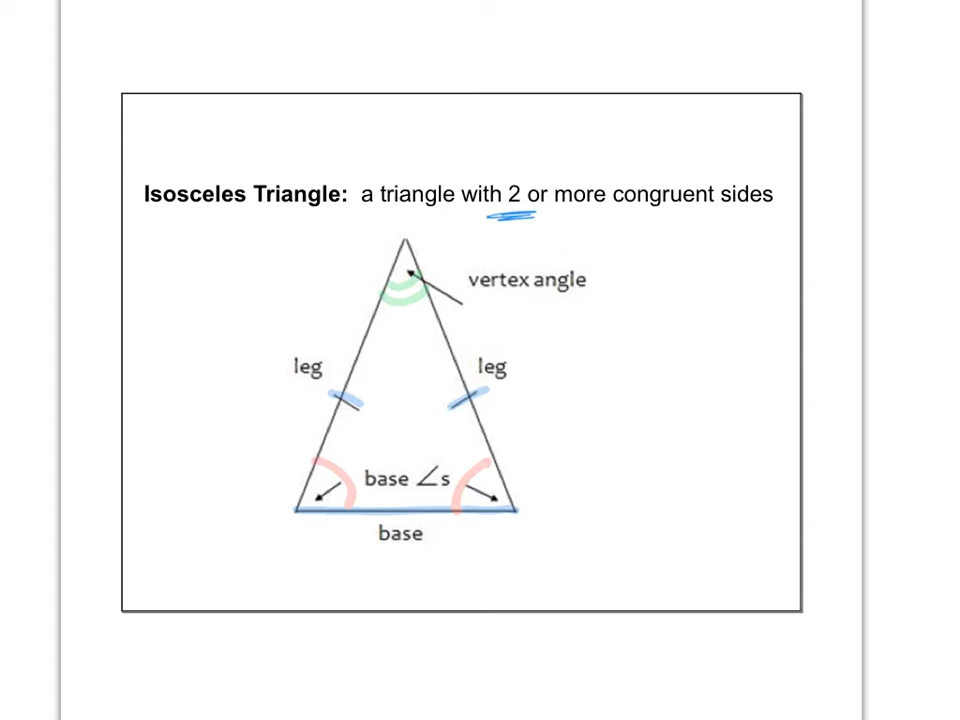 Isosceles Triangle: a triangle with 2 or more congruent sides
vertex angle
leg leg
base ∠s
base